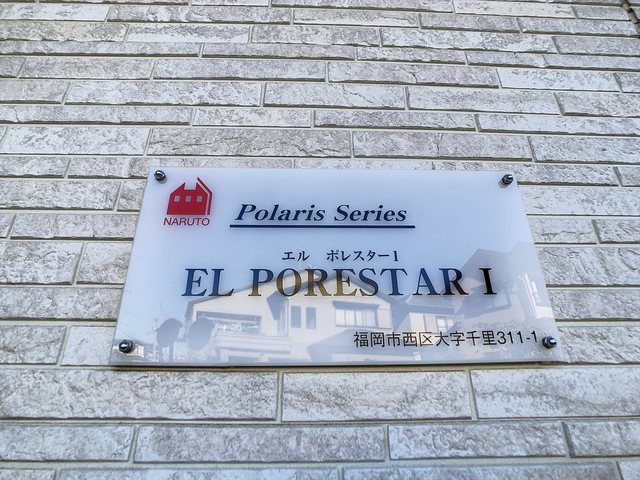 NARUTO
Polaris Series
エル ポレスター1
EL PORESTAR I
福岡市西区大字千里311-1